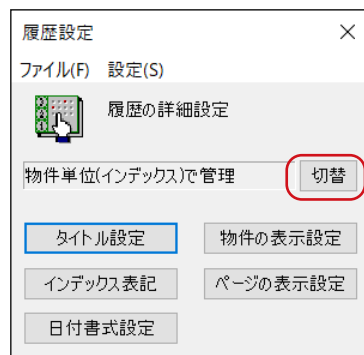 履歴設定
ファイル(F) 設定(S)
履歴の詳細設定
物件単位(インデックス)で管理 切替
タイトル設定 物件の表示設定
インデックス表記 ページの表示設定
日付書式設定